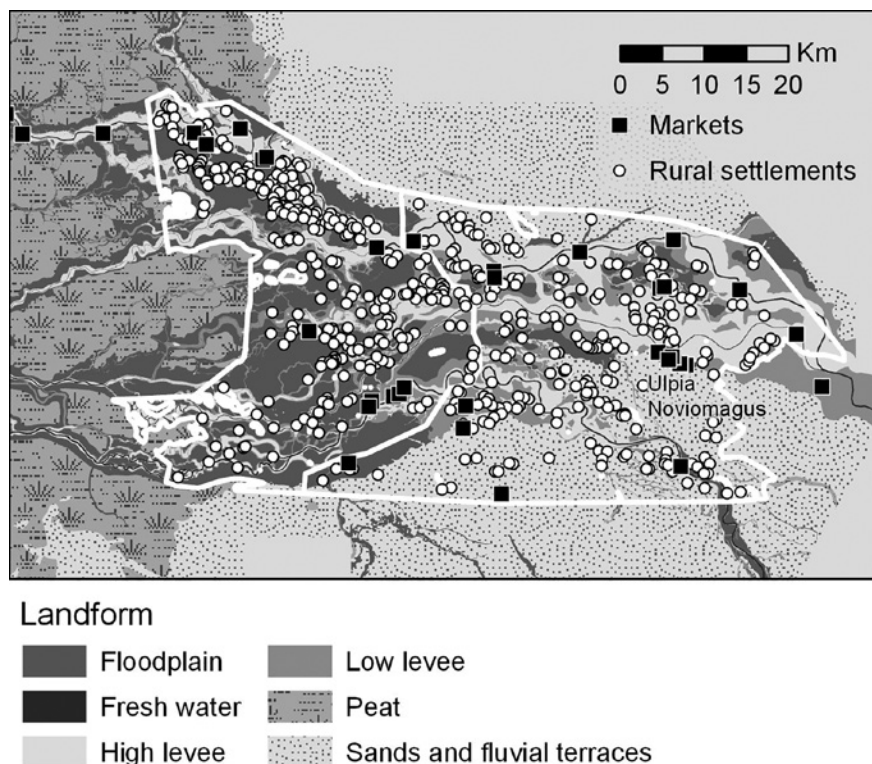 Km
0 5 10 15 20
Markets
Rural settlements
Ulpia
Noviomagus
Landform
Floodplain
Low levee
Fresh water
Peat
High levee
Sands and fluvial terraces